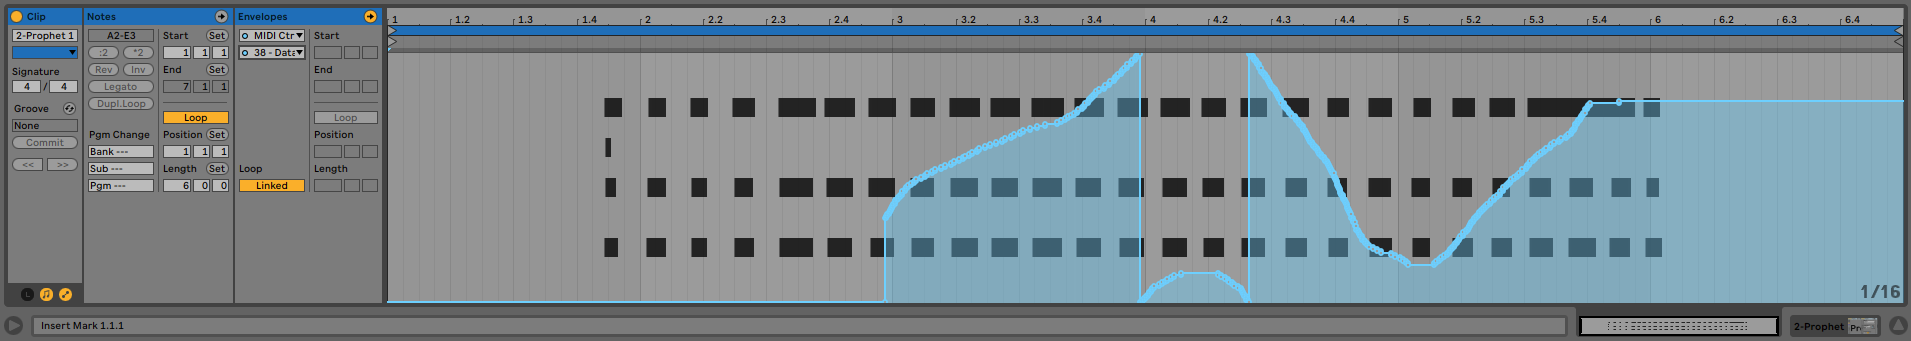 Clip
Notes
Envelopes
1 1.2 1.3 1.4 2 2.2 2.3 2.4 3 3.2 3.3 3.4 4 4.2 4.3 4.4 5 5.2 5.3 5.4 6 6.2 6.3 6.4
2-Prophet 1
A2-E3
Start Set
MIDI Ctr
Start
:2 *2
1 1 1
38 - Data
Signature
Rev Inv
End Set
End
4 / 4
Legato
7 1 1
Groove
Dupl.Loop
Loop
Loop
None
Pgm Change
Position Set
Position
Commit
Bank ---
1 1 1
<< >>
Sub ---
Length Set
Loop
Length
Pgm ---
6 0 0
Linked
L
1/16
Insert Mark 1.1.1
2-Prophet